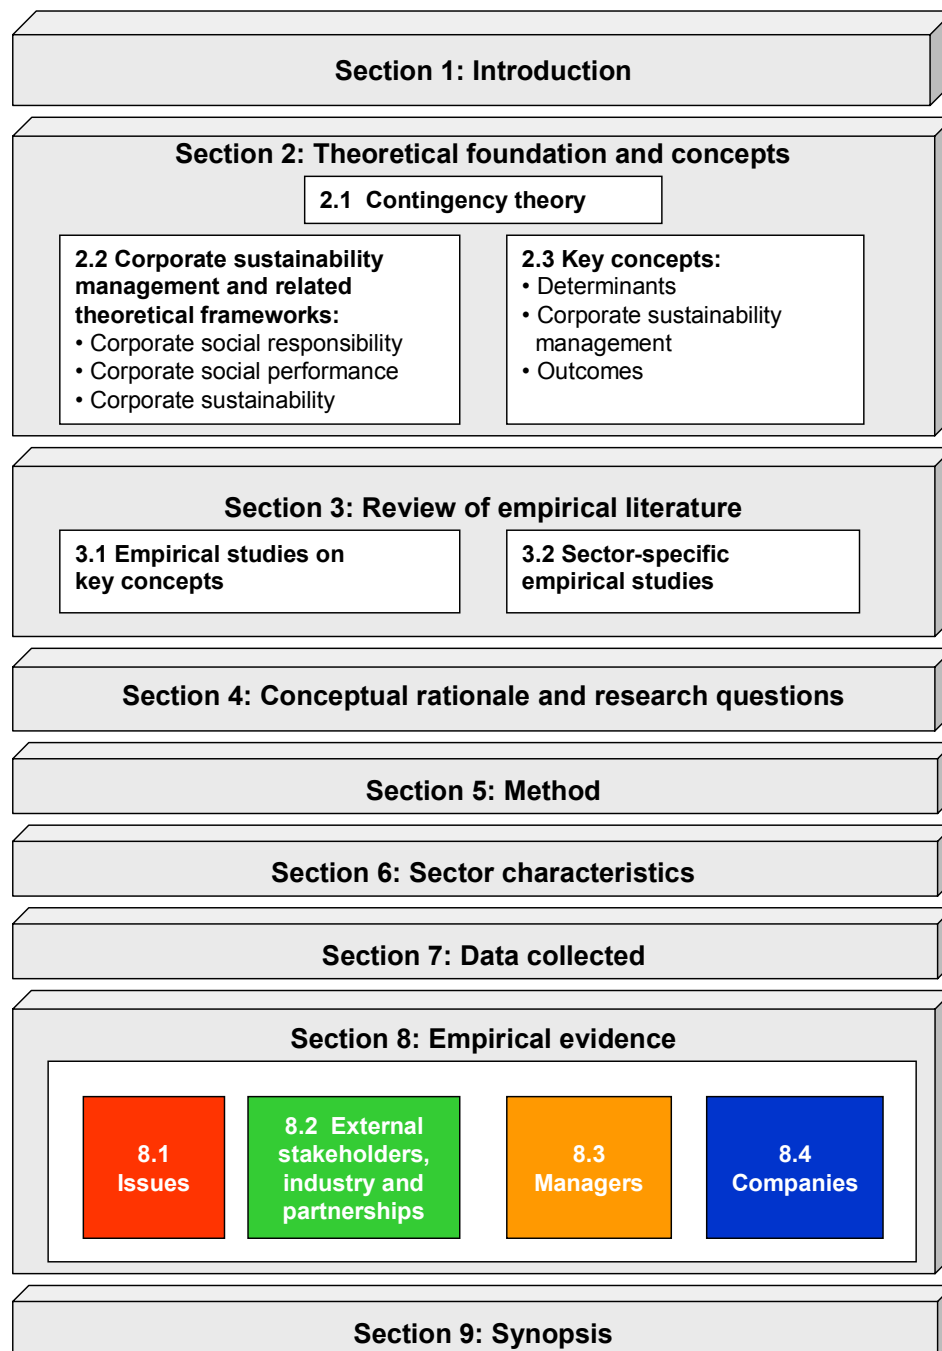 Section 1: Introduction
Section 2: Theoretical foundation and concepts
2.1 Contingency theory
2.2 Corporate sustainability
management and related
theoretical frameworks:
• Corporate social responsibility
• Corporate social performance
• Corporate sustainability
2.3 Key concepts:
• Determinants
• Corporate sustainability
management
• Outcomes
Section 3: Review of empirical literature
3.1 Empirical studies on
key concepts
3.2 Sector-specific
empirical studies
Section 4: Conceptual rationale and research questions
Section 5: Method
Section 6: Sector characteristics
Section 7: Data collected
Section 8: Empirical evidence
8.1
Issues
8.2 External
stakeholders,
industry and
partnerships
8.3
Managers
8.4
Companies
Section 9: Synopsis